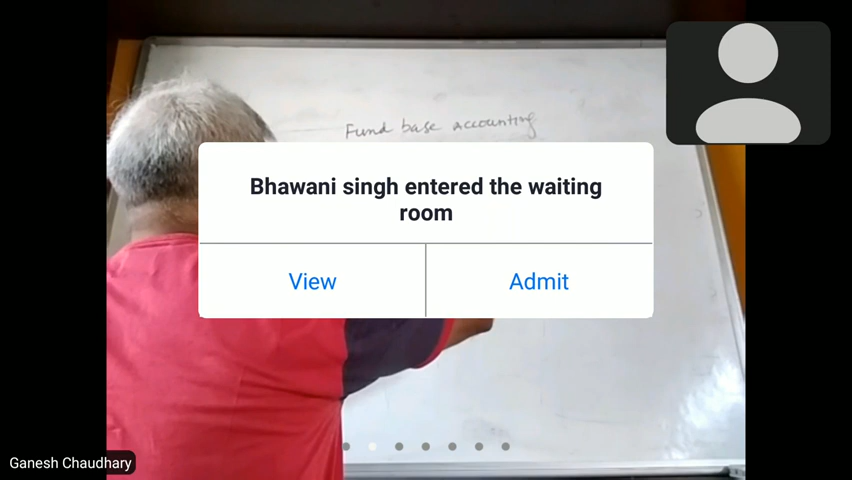 Fund base accounting
Bhawani singh entered the waiting
room
View
Admit
Ganesh Chaudhary